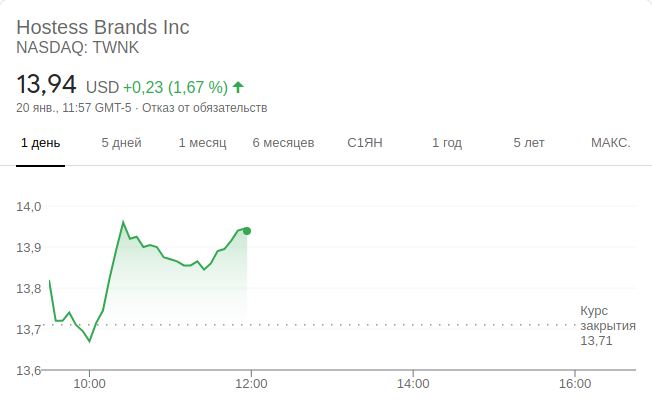 Hostess Brands Inc
NASDAQ: TWNK
13,94 USD +0,23 (1,67 %)
20 янв., 11:57 GMT-5 · Отказ от обязательств
1 день 5 дней 1 месяц 6 месяцев С1ЯН 1 год 5 лет МАКС.
14,0
13,9
13,8
Курс
закрытия
13,71
13,7
13,6
10:00 12:00 14:00 16:00